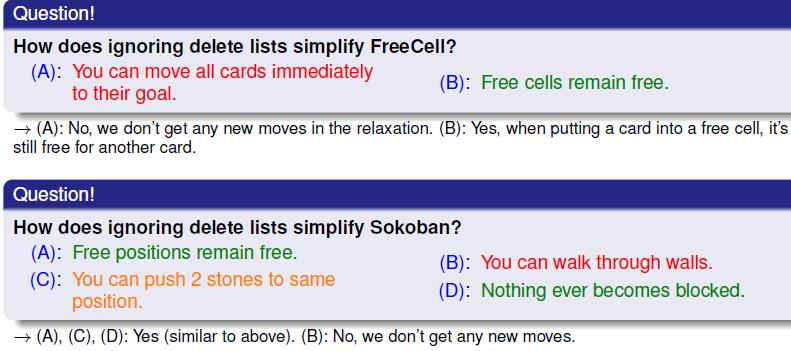 Question!
How does ignoring delete lists simplify FreeCell?
(A): You can move all cards immediately
to their goal.
(B): Free cells remain free.
→ (A): No, we don't get any new moves in the relaxation. (B): Yes, when putting a card into a free cell, it's
still free for another card.
Question!
How does ignoring delete lists simplify Sokoban?
(A): Free positions remain free.
(B): You can walk through walls.
(C): You can push 2 stones to same
position.
(D): Nothing ever becomes blocked.
→ (A), (C), (D): Yes (similar to above). (B): No, we don't get any new moves.